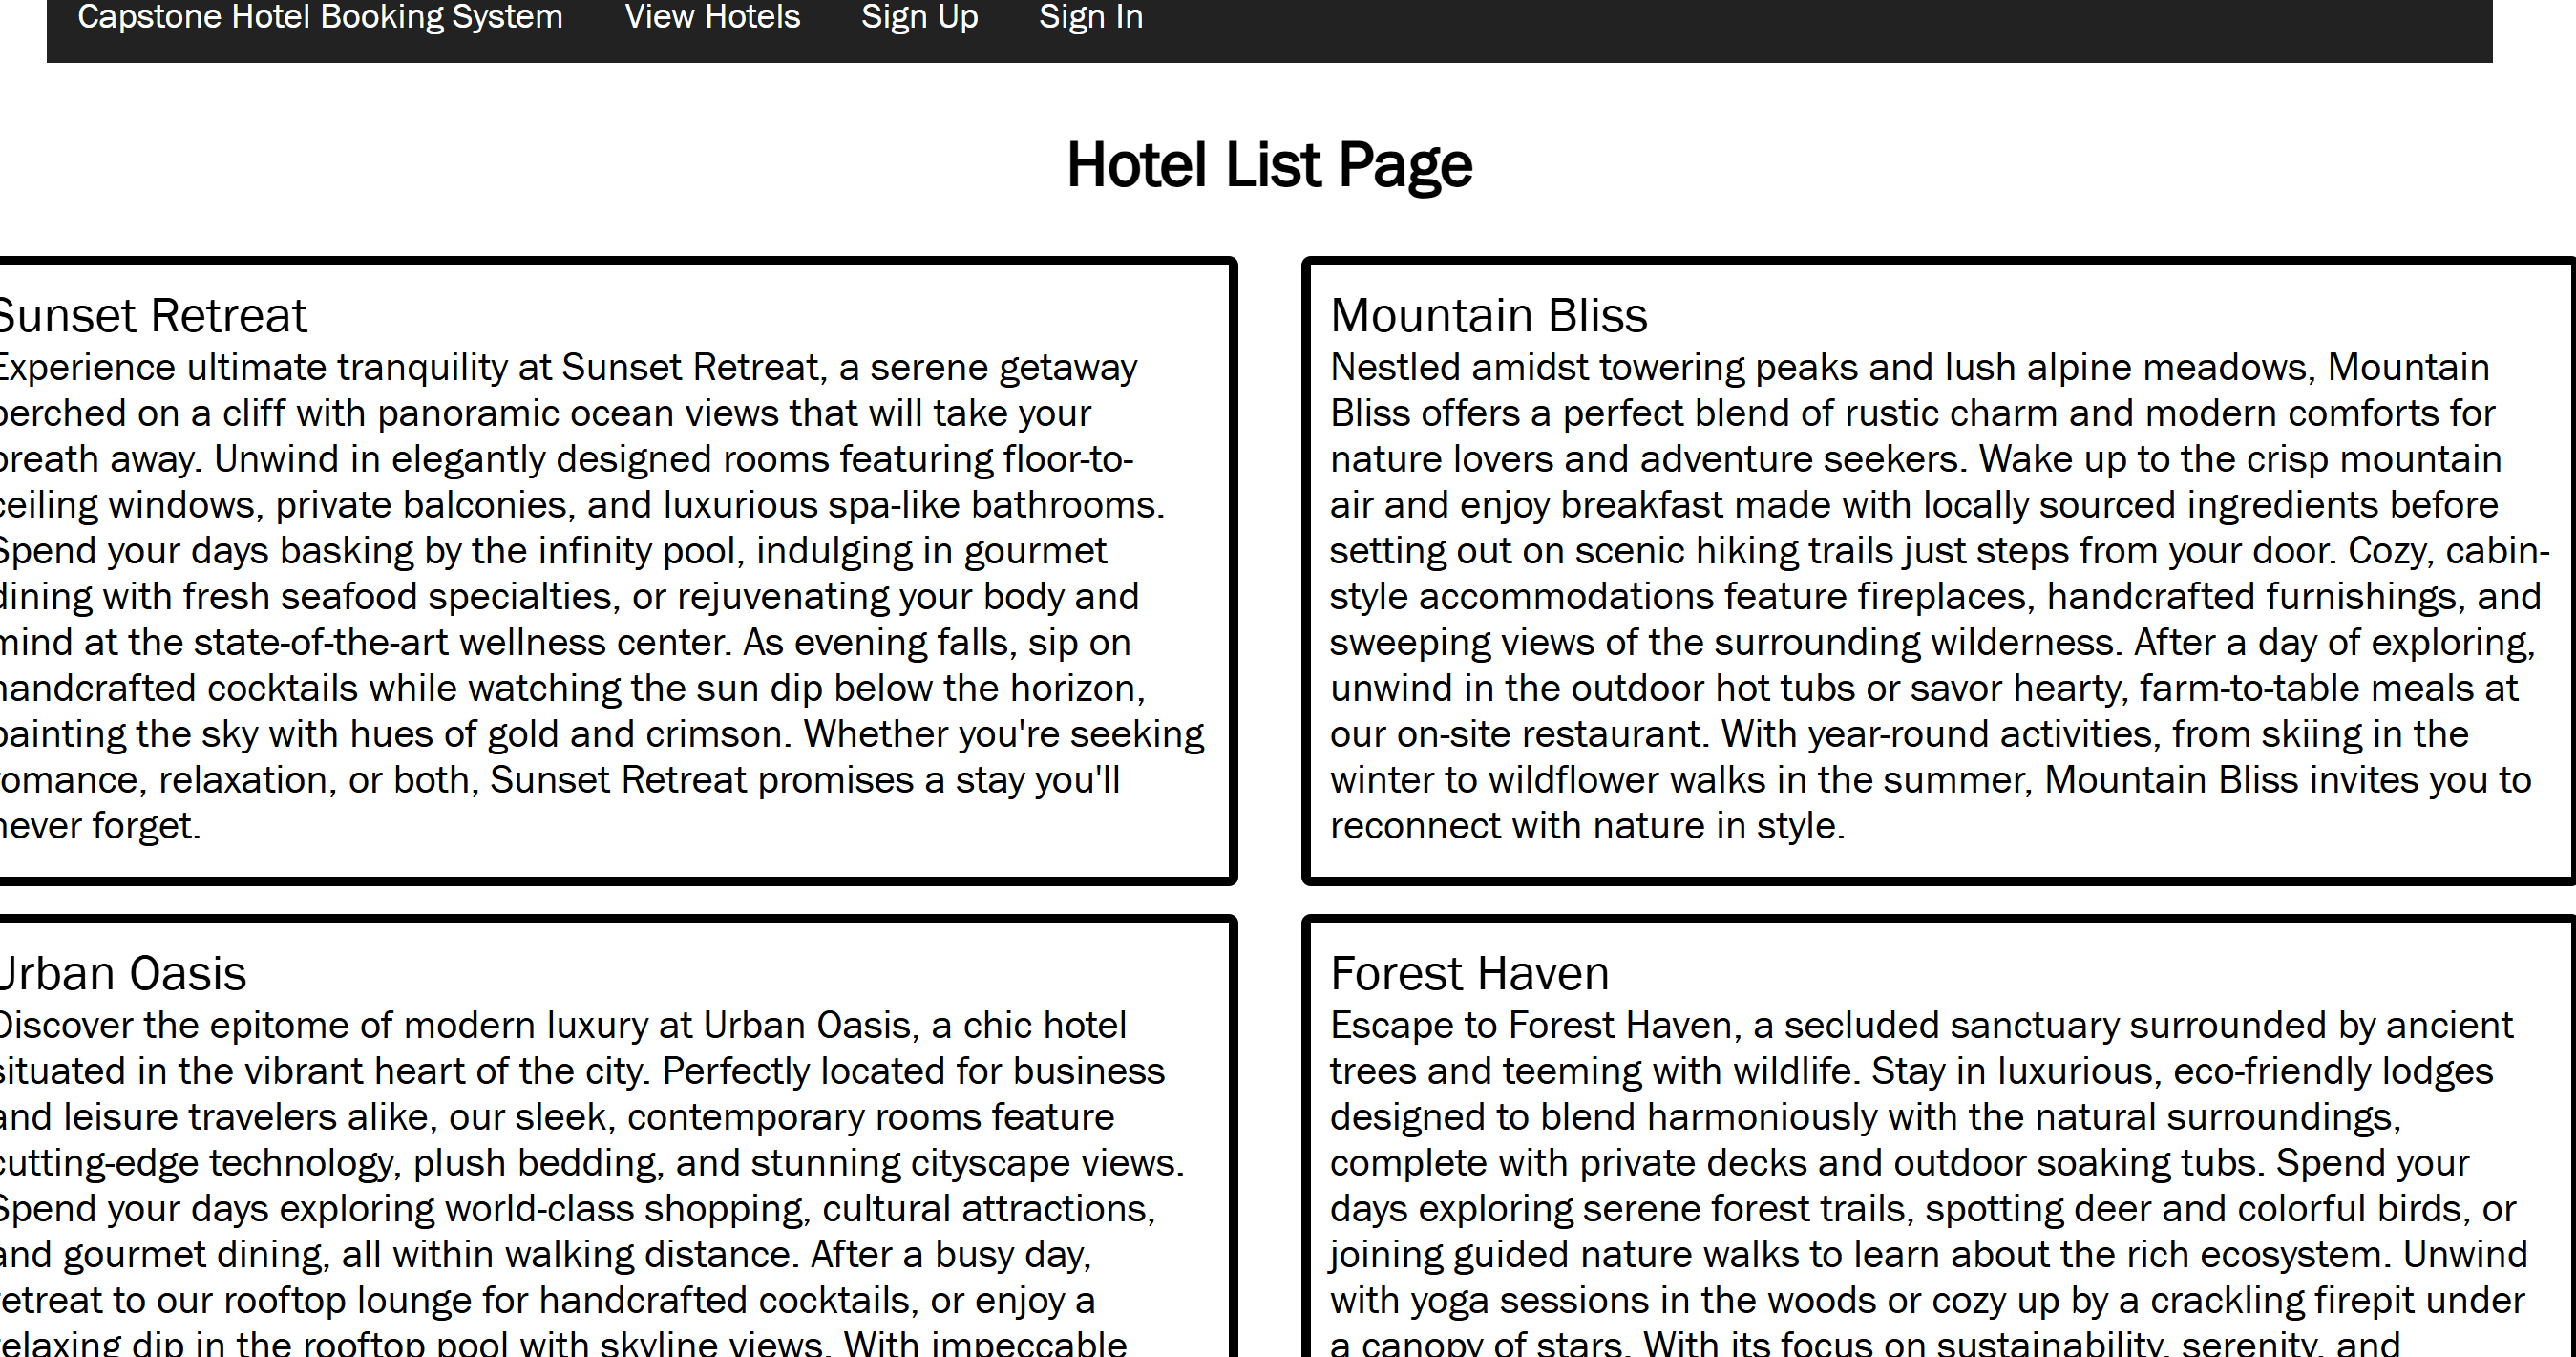 Capstone Hotel Booking System View Hotels Sign Up Sign In
Hotel List Page
Sunset Retreat
Experience ultimate tranquility at Sunset Retreat, a serene getaway
perched on a cliff with panoramic ocean views that will take your
breath away. Unwind in elegantly designed rooms featuring floor-to-
ceiling windows, private balconies, and luxurious spa-like bathrooms.
Spend your days basking by the infinity pool, indulging in gourmet
dining with fresh seafood specialties, or rejuvenating your body and
mind at the state-of-the-art wellness center. As evening falls, sip on
handcrafted cocktails while watching the sun dip below the horizon,
painting the sky with hues of gold and crimson. Whether you're seeking
romance, relaxation, or both, Sunset Retreat promises a stay you'll
never forget.
Mountain Bliss
Nestled amidst towering peaks and lush alpine meadows, Mountain
Bliss offers a perfect blend of rustic charm and modern comforts for
nature lovers and adventure seekers. Wake up to the crisp mountain
air and enjoy breakfast made with locally sourced ingredients before
setting out on scenic hiking trails just steps from your door. Cozy, cabin-
style accommodations feature fireplaces, handcrafted furnishings, and
sweeping views of the surrounding wilderness. After a day of exploring,
unwind in the outdoor hot tubs or savor hearty, farm-to-table meals at
our on-site restaurant. With year-round activities, from skiing in the
winter to wildflower walks in the summer, Mountain Bliss invites you to
reconnect with nature in style.
Urban Oasis
Discover the epitome of modern luxury at Urban Oasis, a chic hotel
situated in the vibrant heart of the city. Perfectly located for business
and leisure travelers alike, our sleek, contemporary rooms feature
cutting-edge technology, plush bedding, and stunning cityscape views.
Spend your days exploring world-class shopping, cultural attractions,
and gourmet dining, all within walking distance. After a busy day,
retreat to our rooftop lounge for handcrafted cocktails, or enjoy a
relaxing dip in the rooftop pool with skyline views. With impeccable
Forest Haven
Escape to Forest Haven, a secluded sanctuary surrounded by ancient
trees and teeming with wildlife. Stay in luxurious, eco-friendly lodges
designed to blend harmoniously with the natural surroundings,
complete with private decks and outdoor soaking tubs. Spend your
days exploring serene forest trails, spotting deer and colorful birds, or
joining guided nature walks to learn about the rich ecosystem. Unwind
with yoga sessions in the woods or cozy up by a crackling firepit under
a canopy of stars. With its focus on sustainability, serenity, and